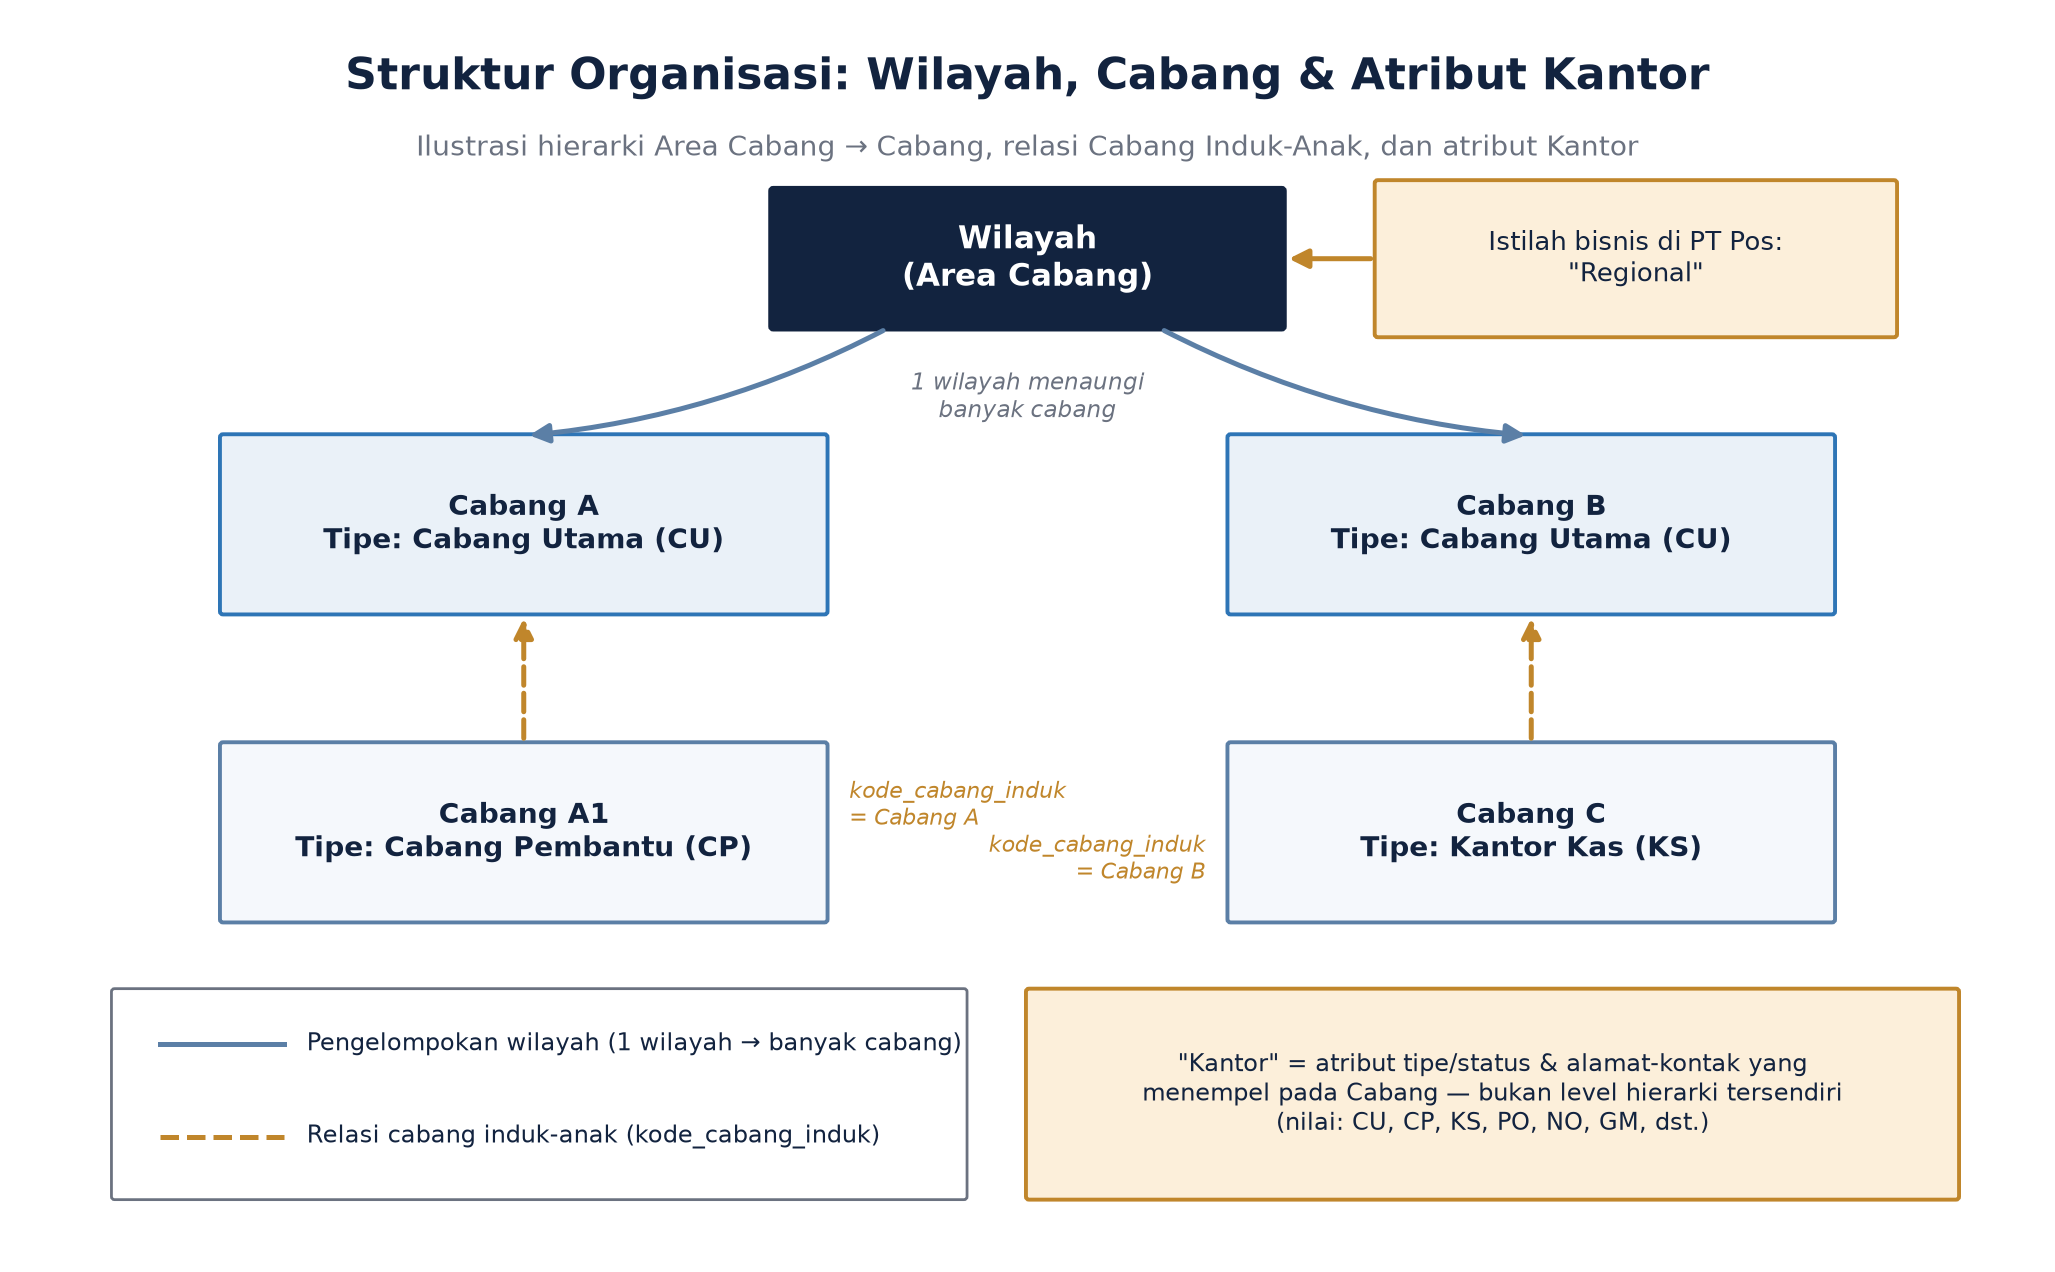 Struktur Organisasi: Wilayah, Cabang & Atribut Kantor
Ilustrasi hierarki Area Cabang → Cabang, relasi Cabang Induk-Anak, dan atribut Kantor
Wilayah
(Area Cabang)
Istilah bisnis di PT Pos:
"Regional"
1 wilayah menaungi
banyak cabang
Cabang A
Tipe: Cabang Utama (CU)
Cabang B
Tipe: Cabang Utama (CU)
Cabang A1
Tipe: Cabang Pembantu (CP)
kode_cabang_induk
= Cabang A
kode_cabang_induk
= Cabang B
Cabang C
Tipe: Kantor Kas (KS)
Pengelompokan wilayah (1 wilayah → banyak cabang)
Relasi cabang induk-anak (kode_cabang_induk)
"Kantor" = atribut tipe/status & alamat-kontak yang
menempel pada Cabang — bukan level hierarki tersendiri
(nilai: CU, CP, KS, PO, NO, GM, dst.)